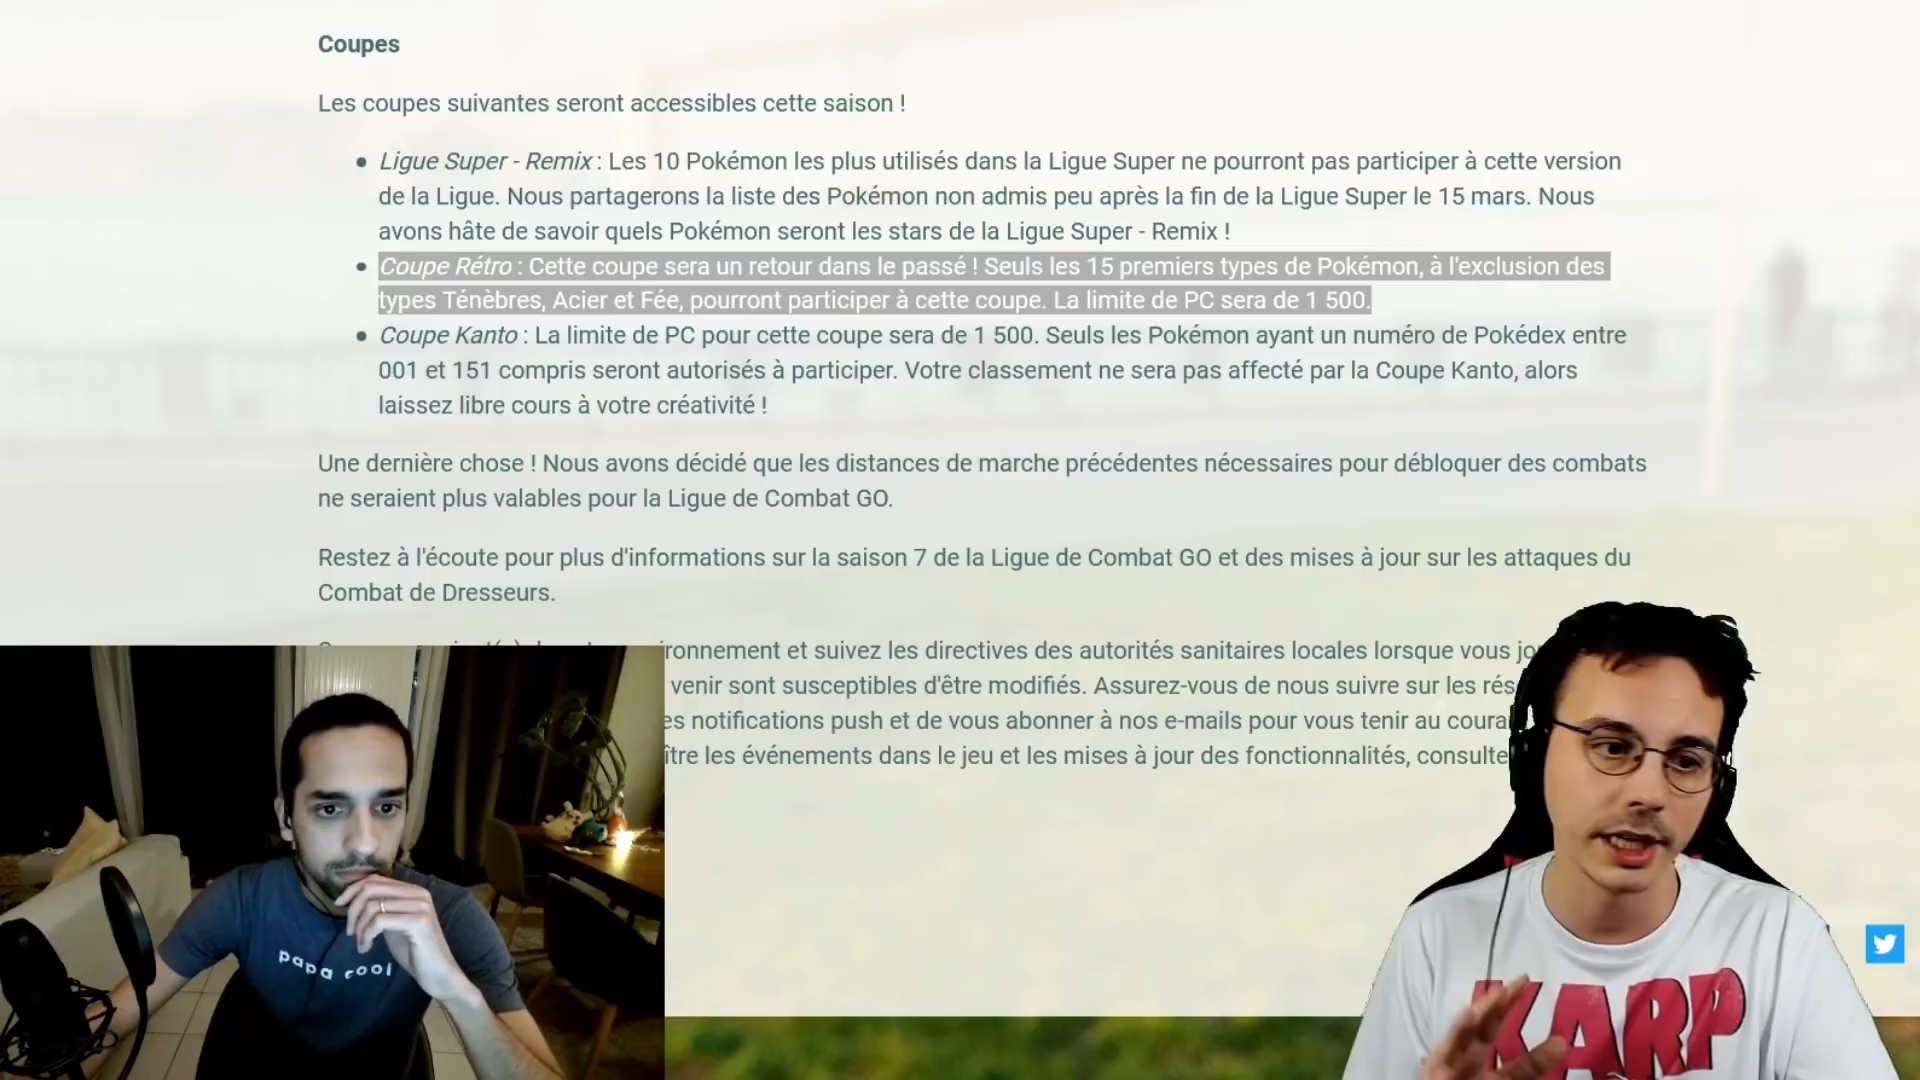 Coupes
Les coupes suivantes seront accessibles cette saison !
Ligue Super - Remix : Les 10 Pokémon les plus utilisés dans la Ligue Super ne pourront pas participer à cette version
de la Ligue. Nous partagerons la liste des Pokémon non admis peu après la fin de la Ligue Super le 15 mars. Nous
avons hâte de savoir quels Pokémon seront les stars de la Ligue Super - Remix !
Coupe Rétro : Cette coupe sera un retour dans le passé ! Seuls les 15 premiers types de Pokémon, à l'exclusion des
types Ténèbres, Acier et Fée, pourront participer à cette coupe. La limite de PC sera de 1 500.
Coupe Kanto : La limite de PC pour cette coupe sera de 1 500. Seuls les Pokémon ayant un numéro de Pokédex entre
001 et 151 compris seront autorisés à participer. Votre classement ne sera pas affecté par la Coupe Kanto, alors
laissez libre cours à votre créativité !
Une dernière chose ! Nous avons décidé que les distances de marche précédentes nécessaires pour débloquer des combats
ne seraient plus valables pour la Ligue de Combat GO.
Restez à l'écoute pour plus d'informations sur la saison 7 de la Ligue de Combat GO et des mises à jour sur les attaques du
Combat de Dresseurs.
ronnement et suivez les directives des autorités sanitaires locales lorsque vous jo
venir sont susceptibles d'être modifiés. Assurez-vous de nous suivre sur les rés
es notifications push et de vous abonner à nos e-mails pour vous tenir au coura
ître les événements dans le jeu et les mises à jour des fonctionnalités, consulte
papa cool
KARP